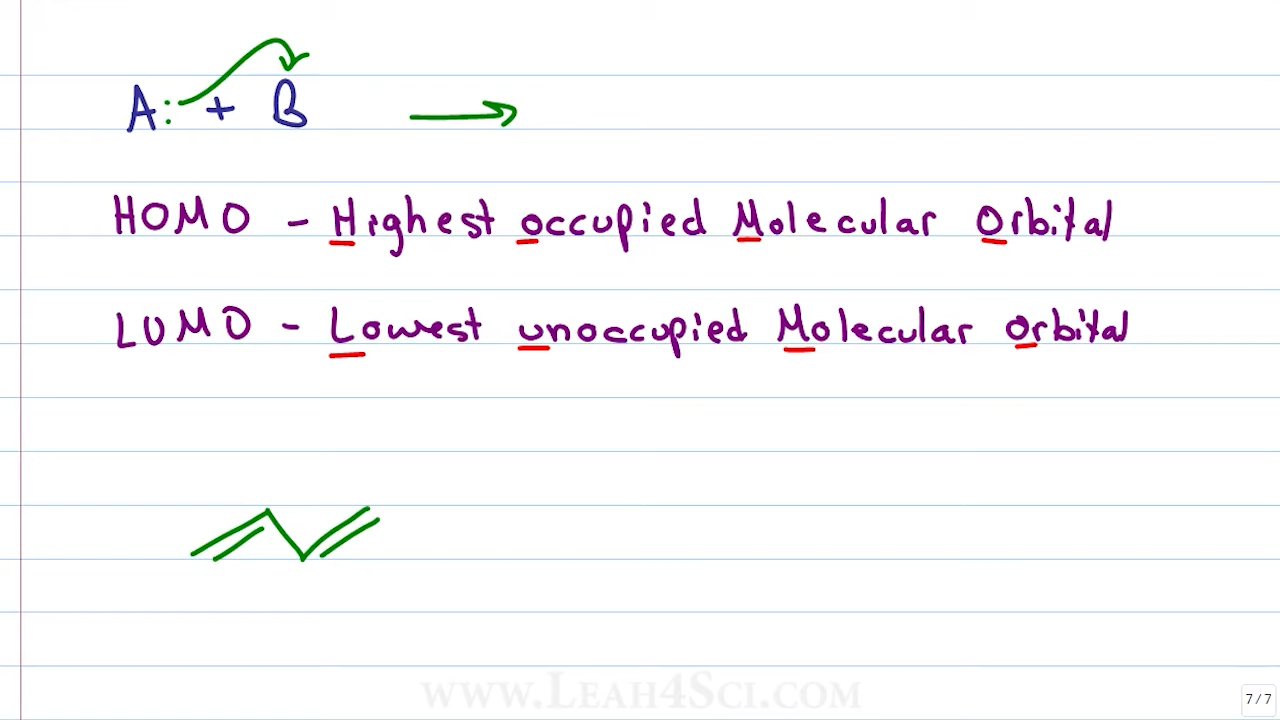 A: + B
HOMO - Highest occupied Molecular Orbital
LUMO - Lowest unoccupied Molecular Orbital
www.Leah4Sci.com
7/7